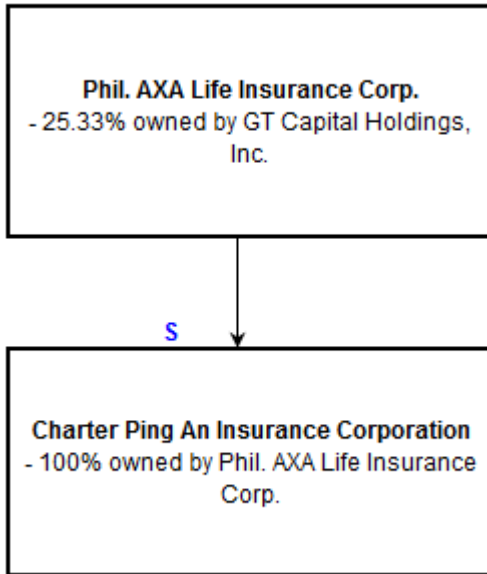 Phil. AXA Life Insurance Corp.
- 25.33% owned by GT Capital Holdings,
Inc.
S
Charter Ping An Insurance Corporation
- 100% owned by Phil. AXA Life Insurance
Corp.